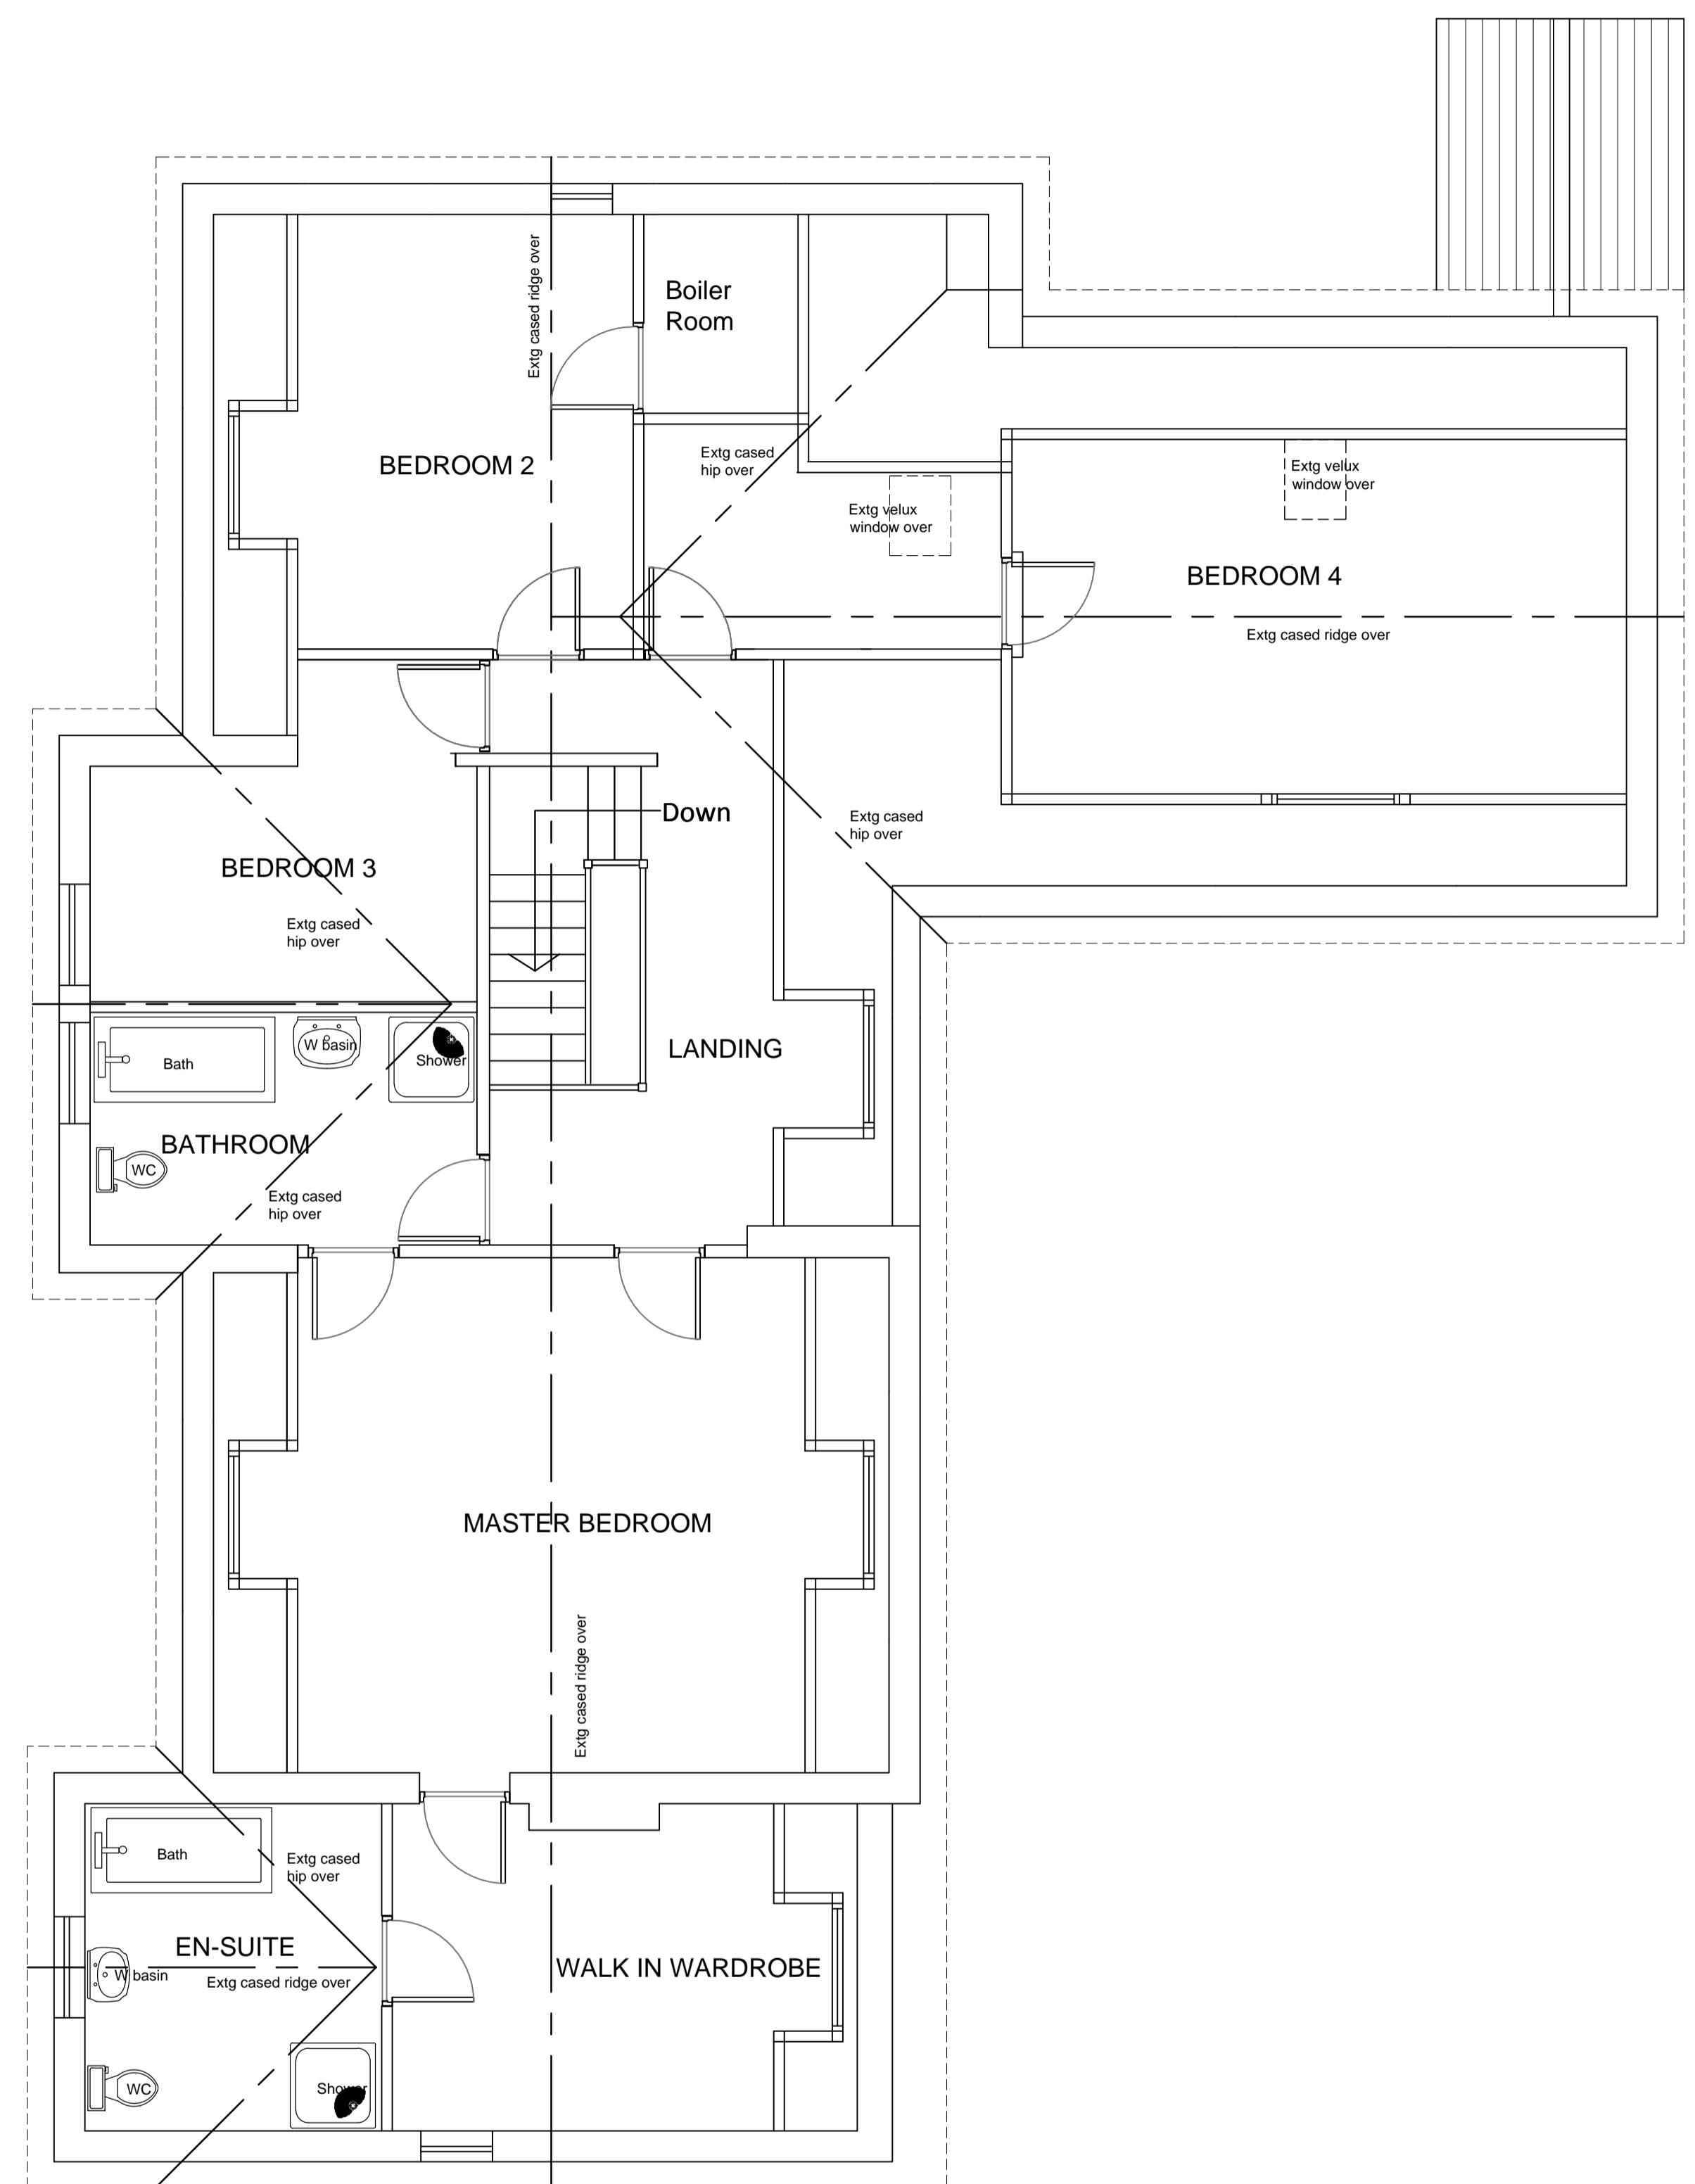 Extg cased ridge over
Boiler
Room
BEDROOM 2
Extg cased
hip over
Extg velux
window over
Extg velux
window over
BEDROOM 4
Extg cased ridge over
Down
Extg cased
hip over
BEDROOM 3
Extg cased
hip over
W basin
Bath
Shower
LANDING
BATHROOM
WC
Extg cased
hip over
MASTER BEDROOM
Extg cased ridge over
Bath
Extg cased
hip over
EN-SUITE
W basin
Extg cased ridge over
WALK IN WARDROBE
WC
Shower